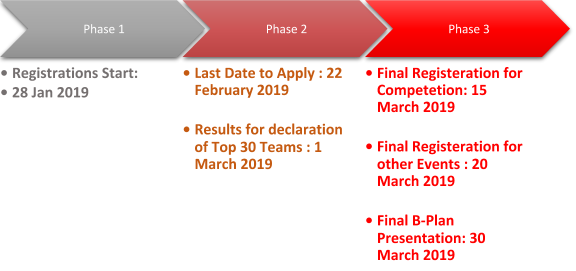 Phase 1
Phase 2
Phase 3
• Registrations Start:
• 28 Jan 2019
• Last Date to Apply : 22
February 2019
• Results for declaration
of Top 30 Teams : 1
March 2019
• Final Registeration for
Competetion: 15
March 2019
• Final Registeration for
other Events : 20
March 2019
• Final B-Plan
Presentation: 30
March 2019